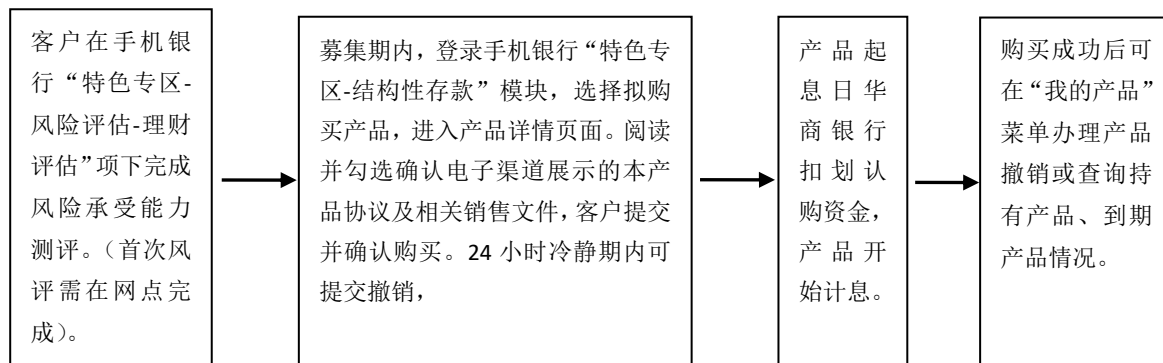 客户在手机银
行“特色专区-
风险评估-理财
评估”项下完成
风险承受能力
测评。（首次风
评需在网点完
成）。
募集期内，登录手机银行“特色专
区-结构性存款”模块，选择拟购
买产品，进入产品详情页面。阅读
并勾选确认电子渠道展示的本产
品协议及相关销售文件，客户提交
并确认购买。24 小时冷静期内可
提交撤销，
产品起
息日华
商银行
扣划认
购资金，
产品开
始计息。
购买成功后可
在“我的产品”
菜单办理产品
撤销或查询持
有产品、到期
产品情况。